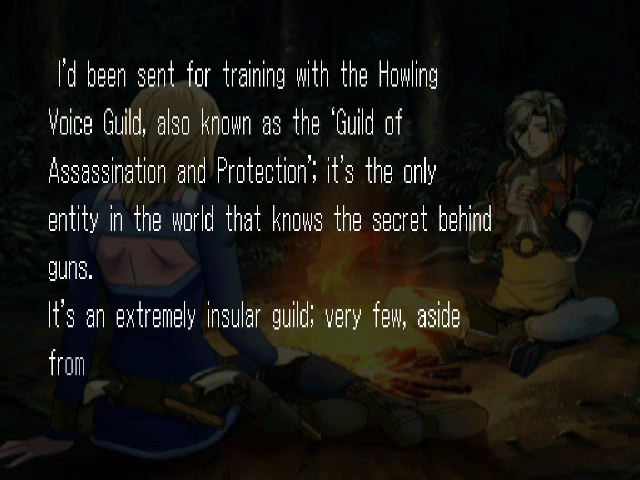 I'd been sent for training with the Howling
Voice Guild, also known as the ‘Guild of
Assassination and Protection’; it's the only
entity in the world that knows the secret behind
guns.
It's an extremely insular guild; very few, aside
from